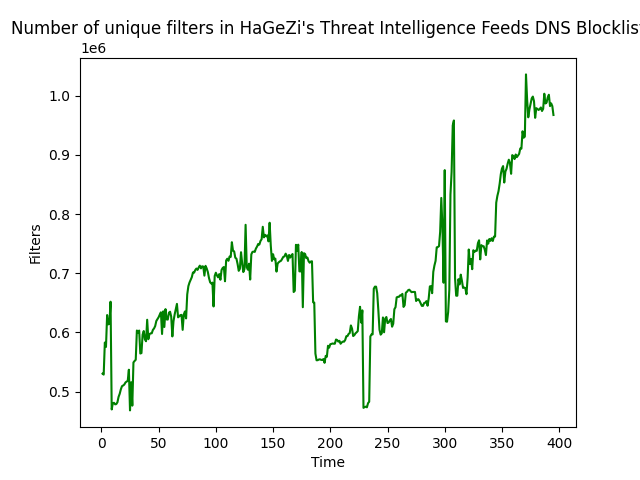 Number of unique filters in HaGeZi's Threat Intelligence Feeds DNS Blocklis
1e6
1.0
0.9
0.8
0.7
0.6
0.5
Filters
0 50 100 150 200 250 300 350 400
Time